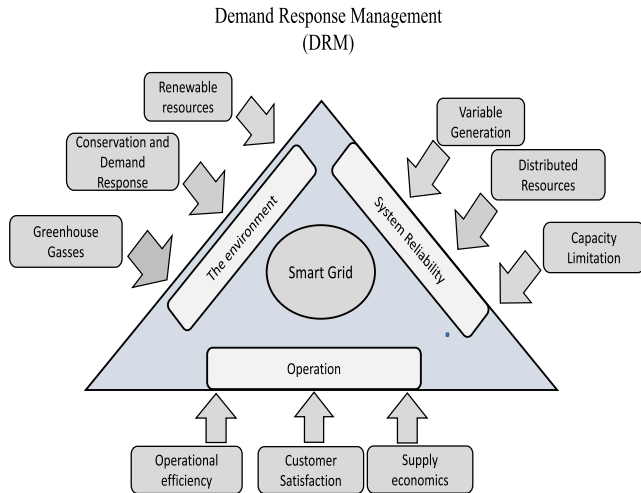 Demand Response Management
(DRM)
Renewable
resources
Conservation and
Demand
Response
Greenhouse
Gasses
Variable
Generation
Distributed
Resources
Capacity
Limitation
The environment
System Reliability
Smart Grid
Operation
Operational
efficiency
Customer
Satisfaction
Supply
economics